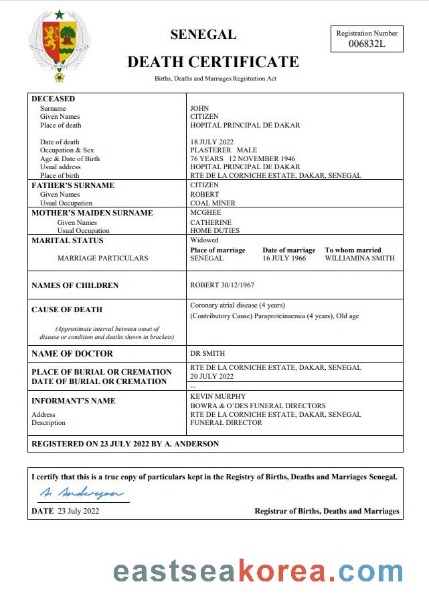 SENEGAL
Registration Number
006832L
DEATH CERTIFICATE
Births, Deaths and Marriages Registration Act
DECEASED
Surname JOHN
Given Names CITIZEN
Place of death HOPITAL PRINCIPAL DE DAKAR
Date of death 18 JULY 2022
Occupation & Sex PLASTERER MALE
Age & Date of Birth 76 YEARS 12 NOVEMBER 1946
Usual address HOPITAL PRINCIPAL DE DAKAR
Place of birth RTE DE LA CORNICHE ESTATE, DAKAR, SENEGAL
FATHER'S SURNAME CITIZEN
Given Names ROBERT
Usual Occupation COAL MINER
MOTHER'S MAIDEN SURNAME MCGHEE
Given Names CATHERINE
Usual Occupation HOME DUTIES
MARITAL STATUS Widowed
Place of marriage Date of marriage To whom married
MARRIAGE PARTICULARS SENEGAL 16 JULY 1966 WILLIAMINA SMITH
NAMES OF CHILDREN ROBERT 30/12/1967
Coronary atrial disease (4 years)
CAUSE OF DEATH (Contributory Cause) Paraproteinaemia (4 years), Old age
(Approximate interval between onset of
disease or condition and deaths shown in brackets)
NAME OF DOCTOR DR SMITH
PLACE OF BURIAL OR CREMATION RTE DE LA CORNICHE ESTATE, DAKAR, SENEGAL
DATE OF BURIAL OR CREMATION 20 JULY 2022
--
INFORMANT'S NAME KEVIN MURPHY
BOWRA & O'DES FUNERAL DIRECTORS
Address RTE DE LA CORNICHE ESTATE, DAKAR, SENEGAL
Description FUNERAL DIRECTOR
REGISTERED ON 23 JULY 2022 BY A. ANDERSON
I certify that this is a true copy of particulars kept in the Registry of Births, Deaths and Marriages Senegal.
A. Anderson
DATE 23 July 2022 Registrar of Births, Deaths and Marriages
eastseakorea.com